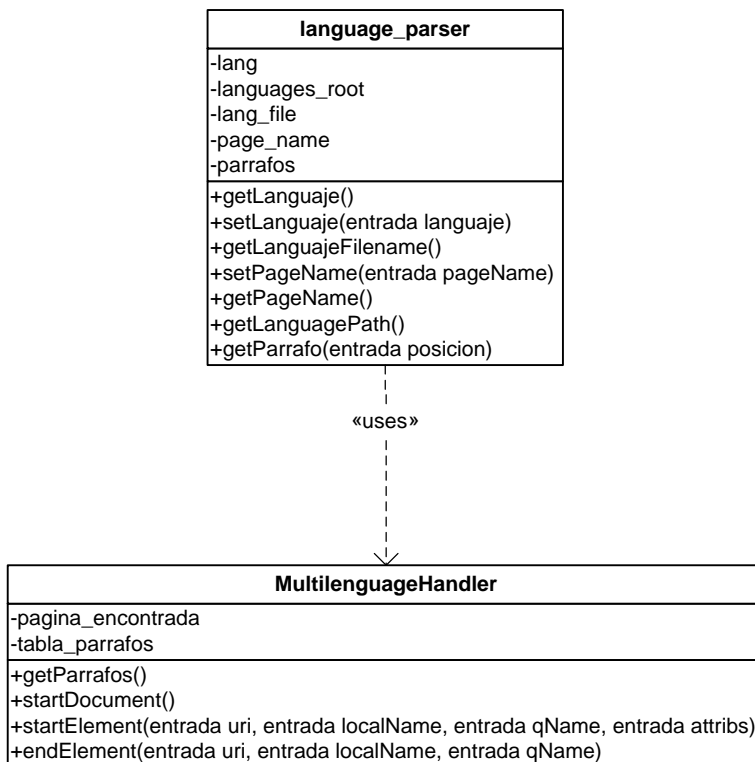 language_parser
-lang
-languages_root
-lang_file
-page_name
-parrafos
+getLanguaje()
+setLanguaje(entrada languaje)
+getLanguajeFilename()
+setPageName(entrada pageName)
+getPageName()
+getLanguagePath()
+getParrafo(entrada posicion)
«uses»
MultilenguageHandler
-pagina_encontrada
-tabla_parrafos
+getParrafos()
+startDocument()
+startElement(entrada uri, entrada localName, entrada qName, entrada attribs)
+endElement(entrada uri, entrada localName, entrada qName)